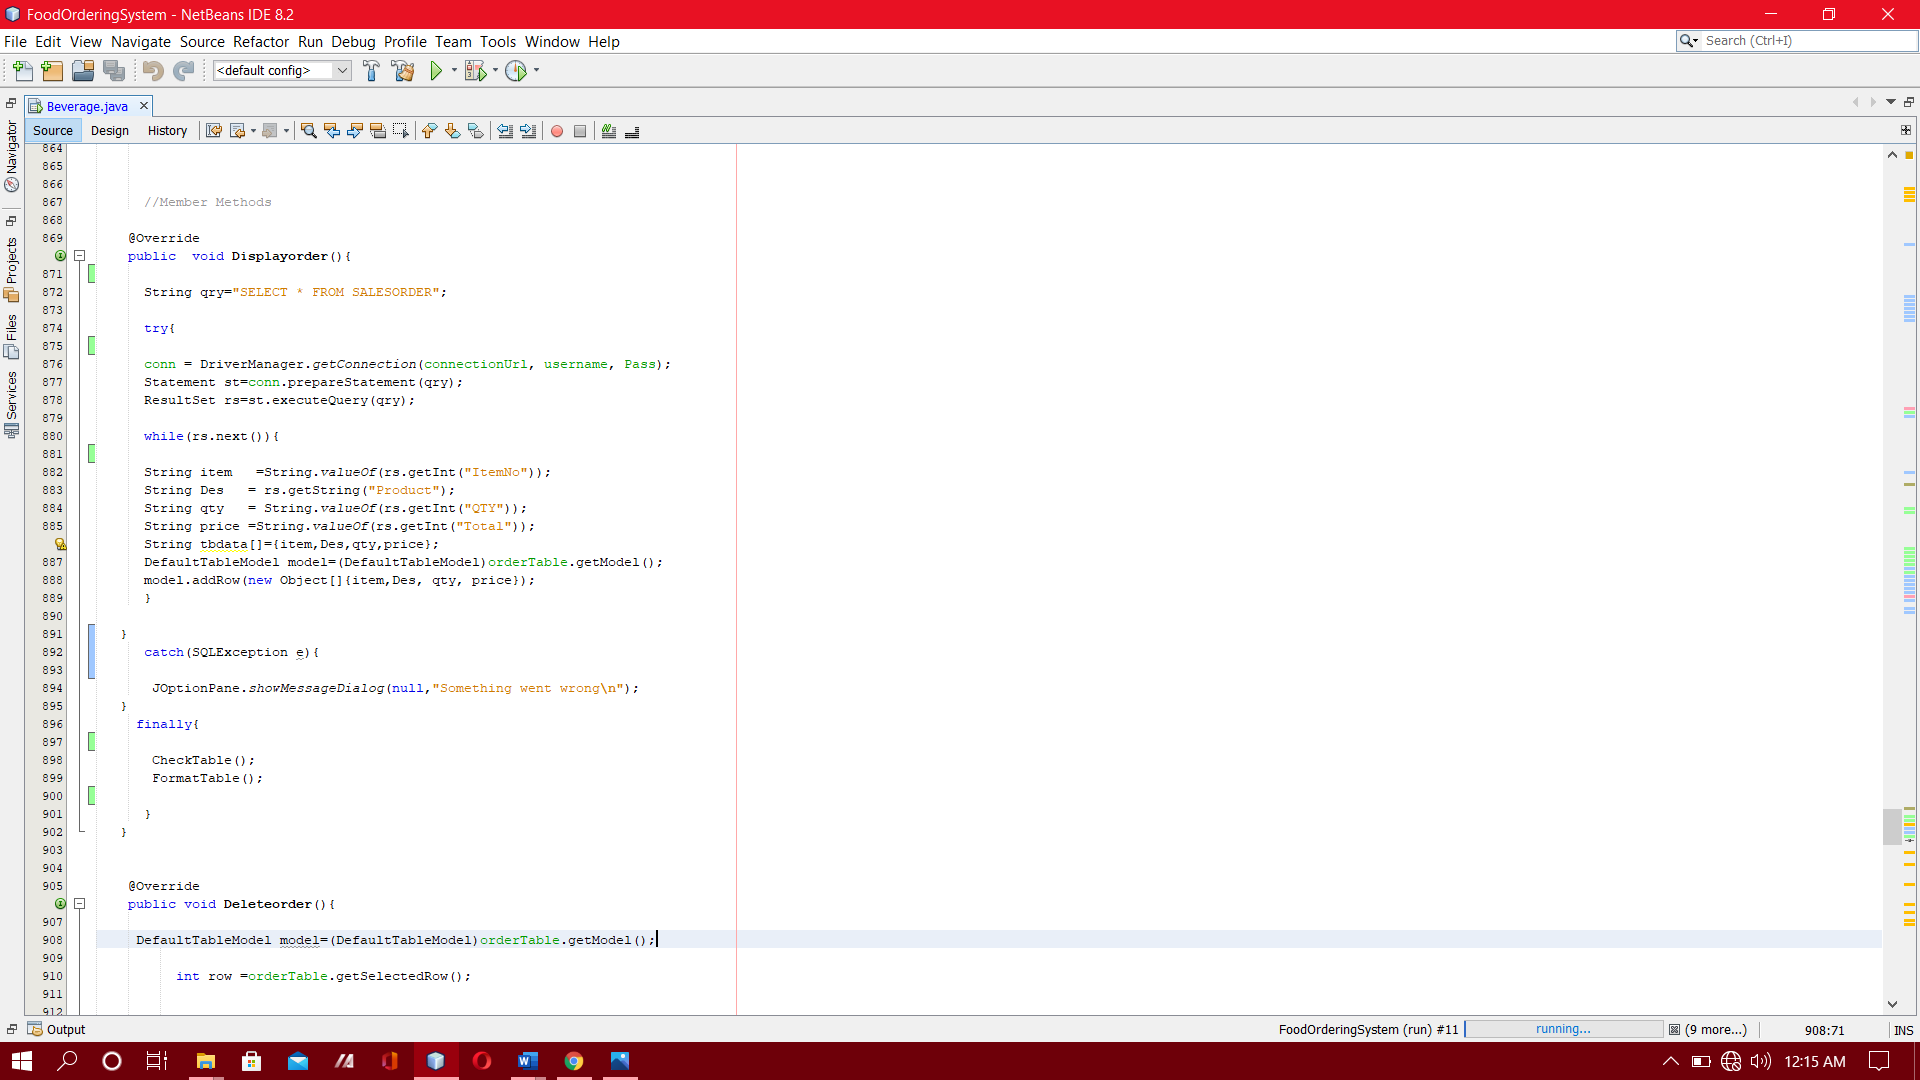 FoodOrderingSystem - NetBeans IDE 8.2
File Edit View Navigate Source Refactor Run Debug Profile Team Tools Window Help
Search (Ctrl+I)
<default config>
Beverage.java
Source Design History
Navigator
Projects
Files
Services
864
865
866
867 //Member Methods
868
869 @Override
public  void Displayorder(){
871
872 String qry="SELECT * FROM SALESORDER";
873
874 try{
875
876 conn = DriverManager.getConnection(connectionUrl, username, Pass);
877 Statement st=conn.prepareStatement(qry);
878 ResultSet rs=st.executeQuery(qry);
879
880 while(rs.next()){
881
882 String item   =String.valueOf(rs.getInt("ItemNo"));
883 String Des   = rs.getString("Product");
884 String qty   = String.valueOf(rs.getInt("QTY"));
885 String price =String.valueOf(rs.getInt("Total"));
String tbdata[]={item,Des,qty,price};
887 DefaultTableModel model=(DefaultTableModel)orderTable.getModel();
888 model.addRow(new Object[]{item,Des, qty, price});
889 }
890
891 }
892 catch(SQLException e){
893
894 JOptionPane.showMessageDialog(null,"Something went wrong\n");
895 }
896 finally{
897
898 CheckTable();
899 FormatTable();
900
901 }
902 }
903
904
905 @Override
public void Deleteorder(){
907
908 DefaultTableModel model=(DefaultTableModel)orderTable.getModel();
909
910 int row =orderTable.getSelectedRow();
911
912
Output
FoodOrderingSystem (run) #11 running... (9 more...) 908:71 INS
12:15 AM